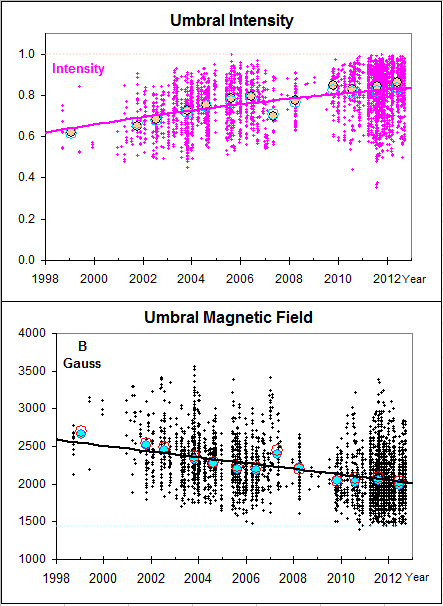 Umbral Intensity
1.0
Intensity
0.8
0.6
0.4
0.2
0.0
1998 2000 2002 2004 2006 2008 2010 2012 Year
Umbral Magnetic Field
4000
B
Gauss
3500
3000
2500
2000
1500
1000
1998 2000 2002 2004 2006 2008 2010 2012 Year